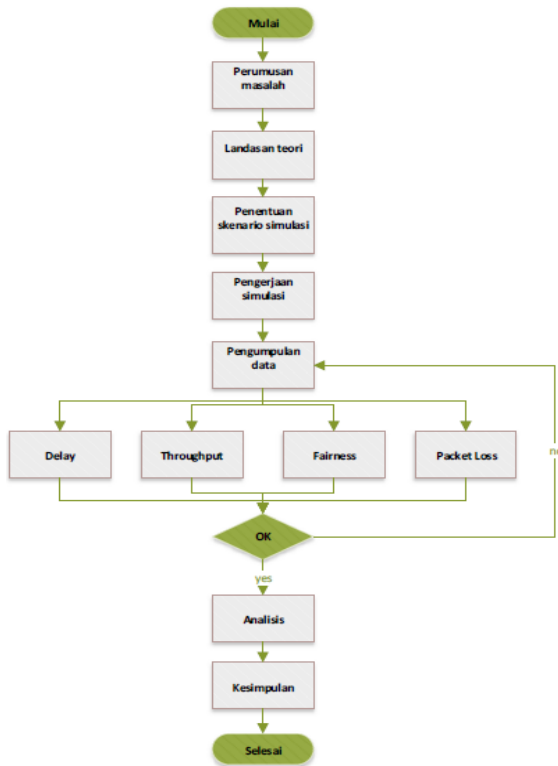 Mulai
Perumusan
masalah
Landasan teori
Penentuan
skenario simulasi
Pengerjaan
simulasi
Pengumpulan
data
Delay
Throughput
Fairness
Packet Loss
OK
yes
Analisis
Kesimpulan
Selesai